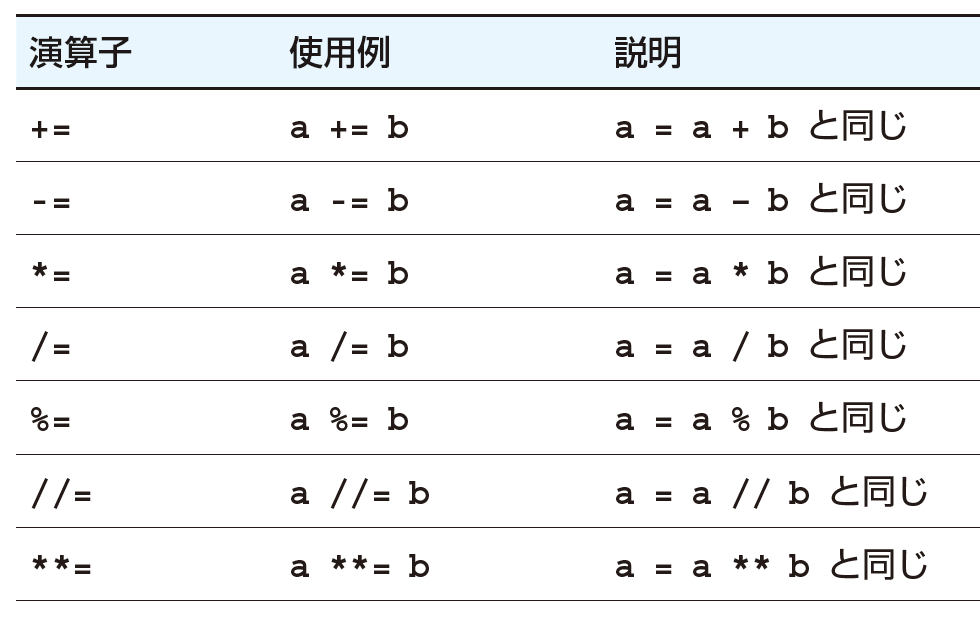 演算子 使用例 説明
+= a += b a = a + b と同じ
-= a -= b a = a – b と同じ
*= a *= b a = a * b と同じ
/= a /= b a = a / b と同じ
%= a %= b a = a % b と同じ
//= a //= b a = a // b と同じ
**= a **= b a = a ** b と同じ